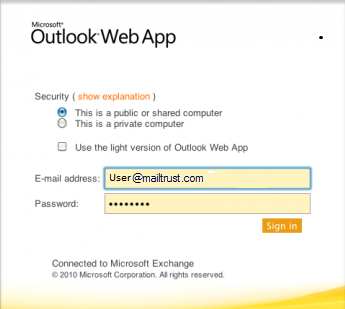 Microsoft®
Outlook Web App
Security ( show explanation )
This is a public or shared computer
This is a private computer
Use the light version of Outlook Web App
E-mail address: User@mailtrust.com
Password: ••••••••
Sign in
Connected to Microsoft Exchange
© 2010 Microsoft Corporation. All rights reserved.